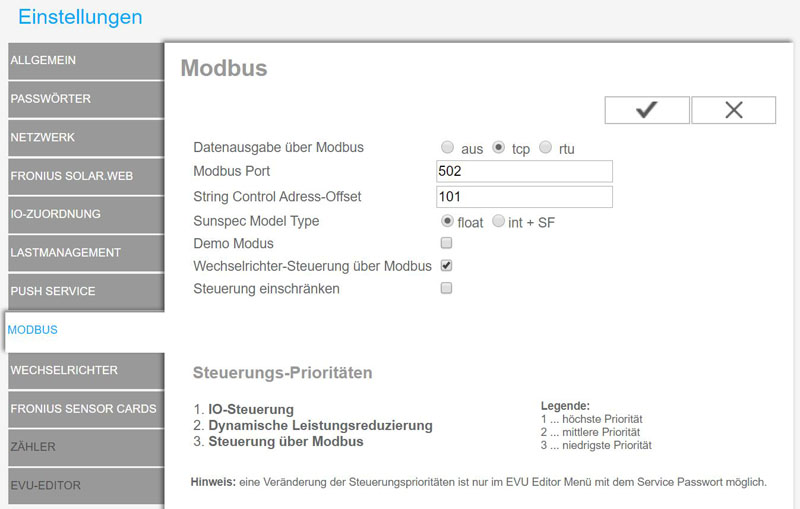 Einstellungen
ALLGEMEIN
PASSWÖRTER
NETZWERK
FRONIUS SOLAR.WEB
IO-ZUORDNUNG
LASTMANAGEMENT
PUSH SERVICE
MODBUS
WECHSELRICHTER
FRONIUS SENSOR CARDS
ZÄHLER
EVU-EDITOR
Modbus
Datenausgabe über Modbus aus tcp rtu
Modbus Port 502
String Control Adress-Offset 101
Sunspec Model Type float int + SF
Demo Modus
Wechselrichter-Steuerung über Modbus
Steuerung einschränken
Steuerungs-Prioritäten
1. IO-Steuerung
2. Dynamische Leistungsreduzierung
3. Steuerung über Modbus
Legende:
1 ... höchste Priorität
2 ... mittlere Priorität
3 ... niedrigste Priorität
Hinweis: eine Veränderung der Steuerungsprioritäten ist nur im EVU Editor Menü mit dem Service Passwort möglich.